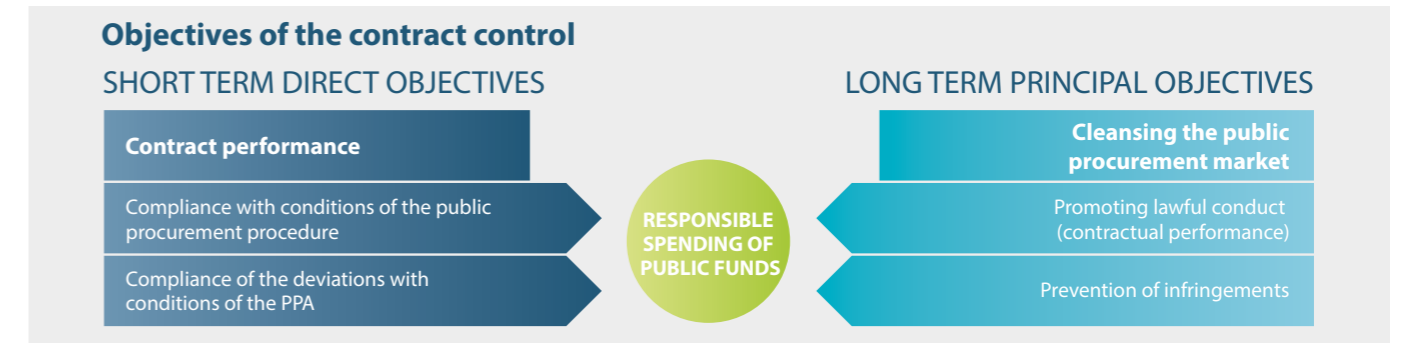 Objectives of the contract control
SHORT TERM DIRECT OBJECTIVES
Contract performance
Compliance with conditions of the public
procurement procedure
Compliance of the deviations with
conditions of the PPA
RESPONSIBLE
SPENDING OF
PUBLIC FUNDS
LONG TERM PRINCIPAL OBJECTIVES
Cleansing the public
procurement market
Promoting lawful conduct
(contractual performance)
Prevention of infringements